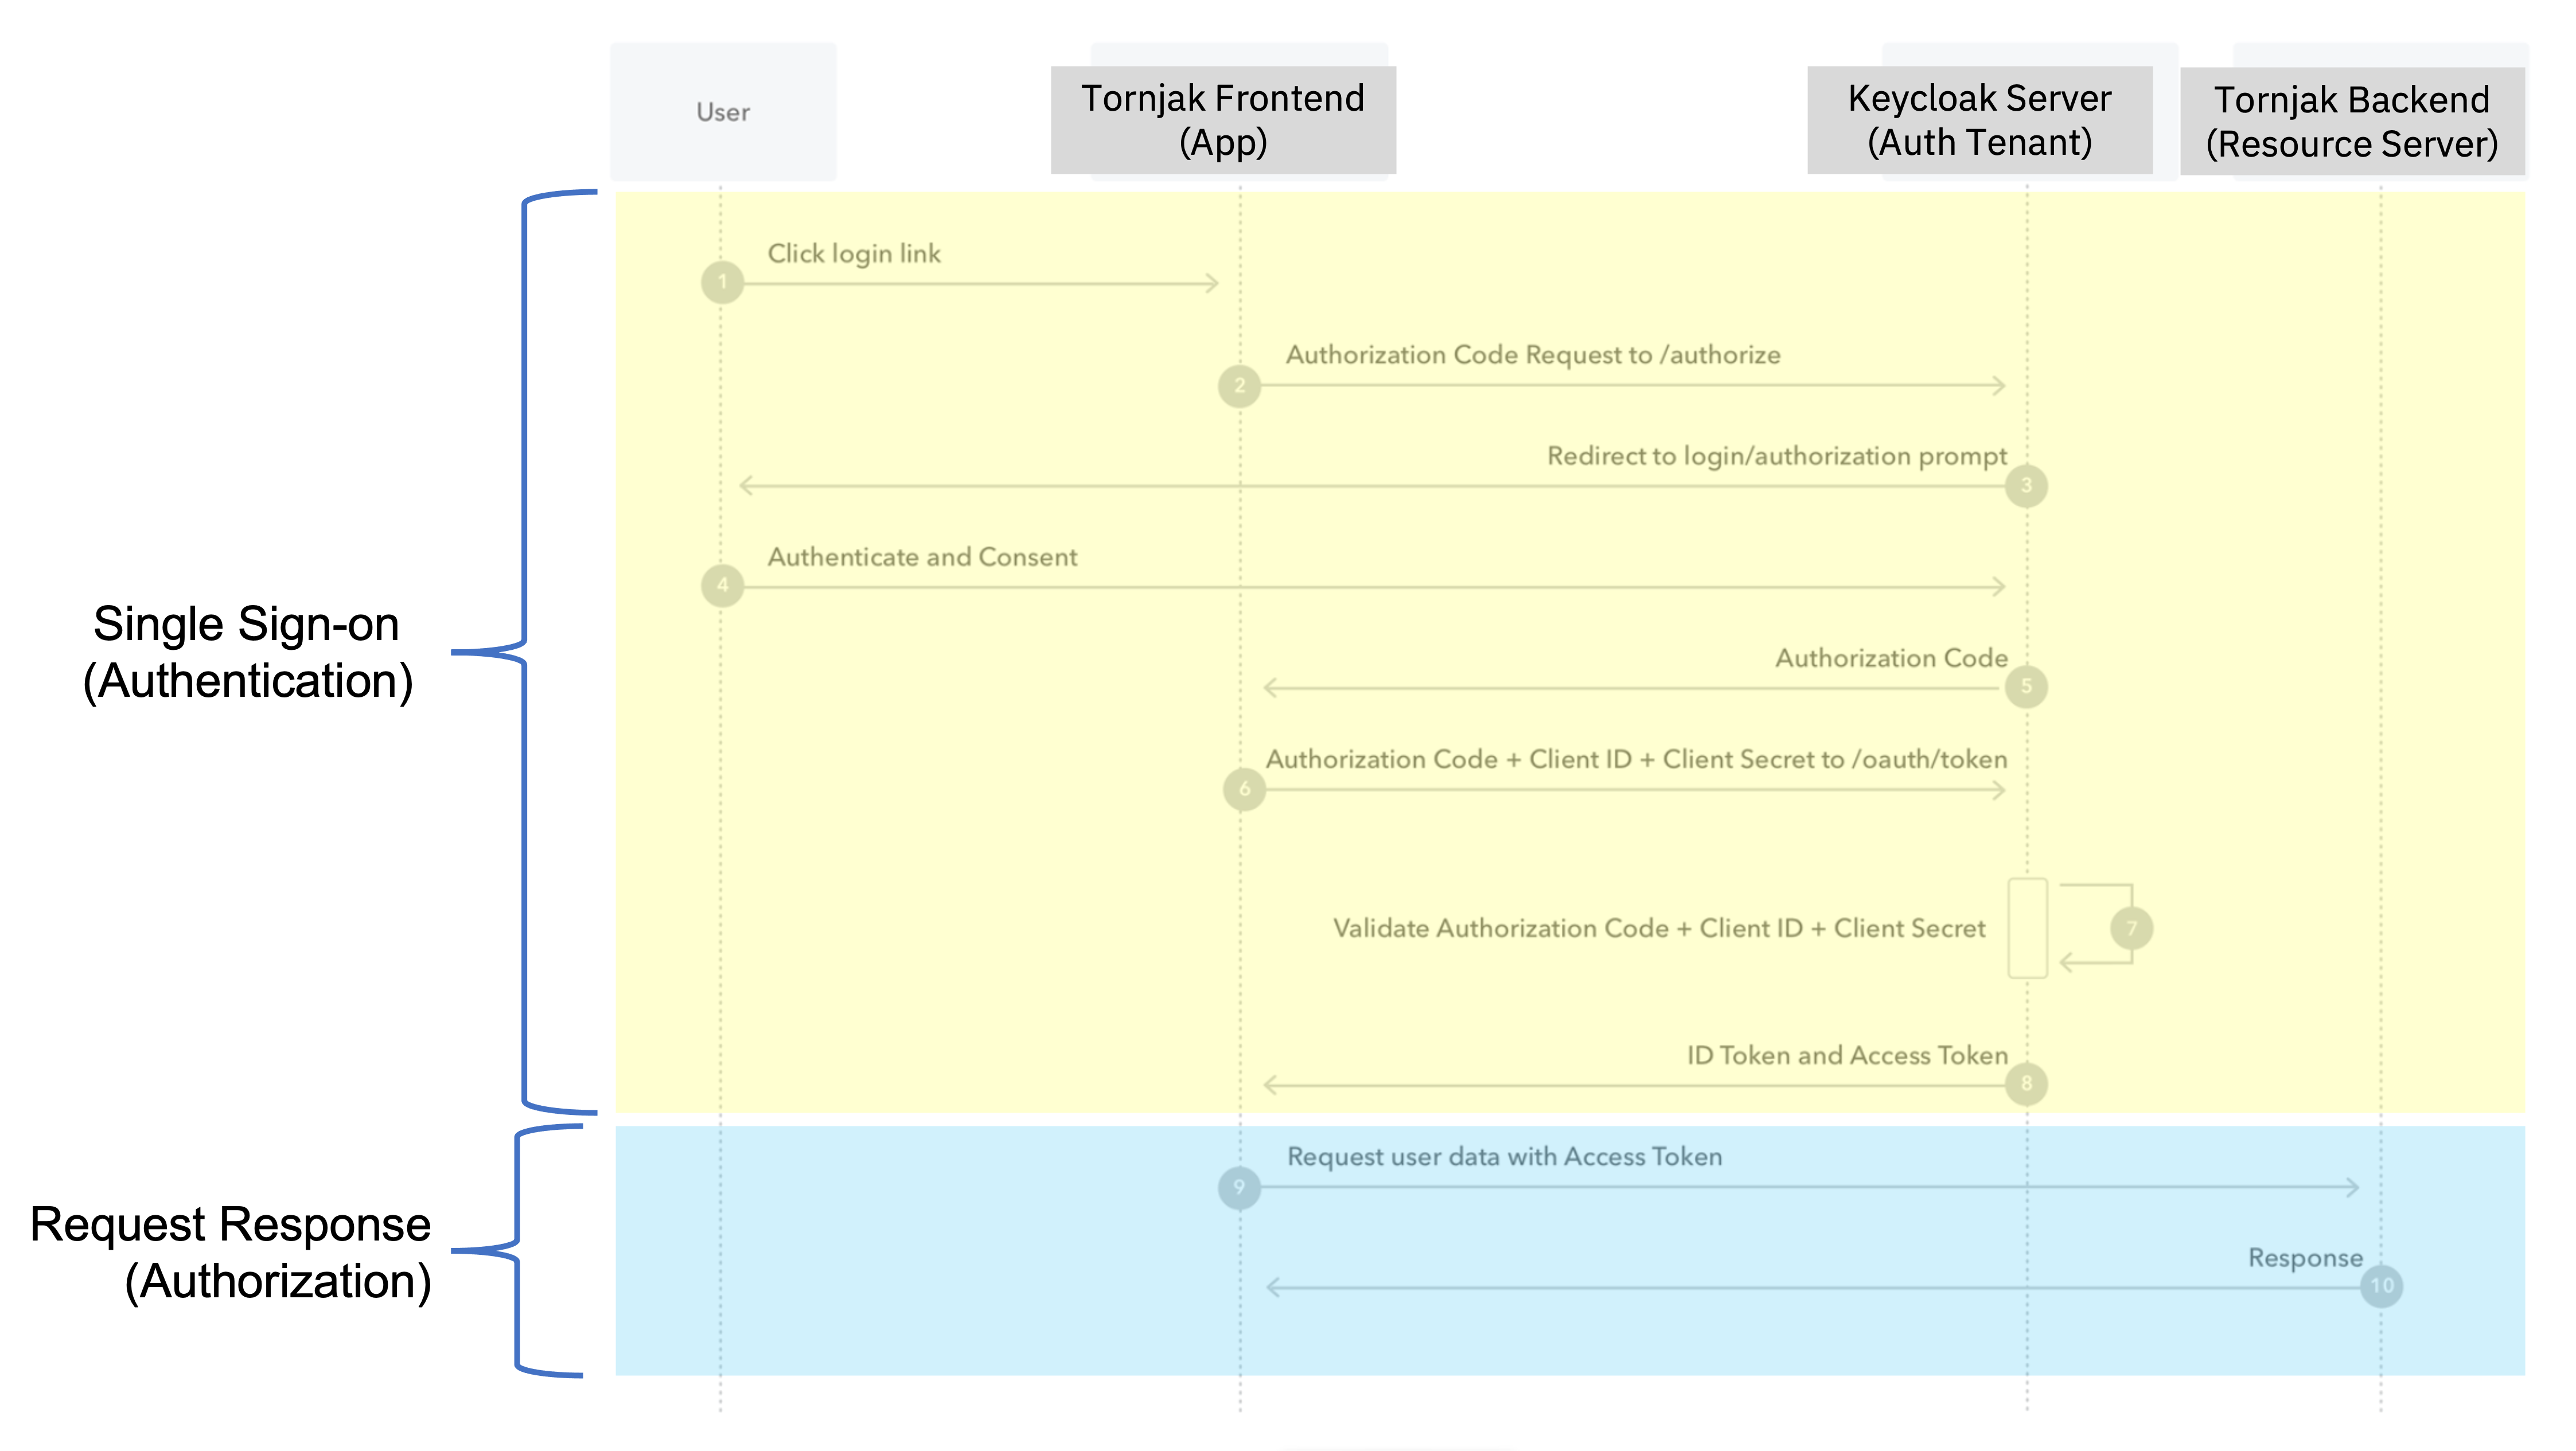 User
Tornjak Frontend
(App)
Keycloak Server
(Auth Tenant)
Tornjak Backend
(Resource Server)
Single Sign-on
(Authentication)
Click login link
1
Authorization Code Request to /authorize
2
Redirect to login/authorization prompt
3
Authenticate and Consent
4
Authorization Code
5
Authorization Code + Client ID + Client Secret to /oauth/token
6
Validate Authorization Code + Client ID + Client Secret
7
ID Token and Access Token
8
Request Response
(Authorization)
Request user data with Access Token
9
Response
10